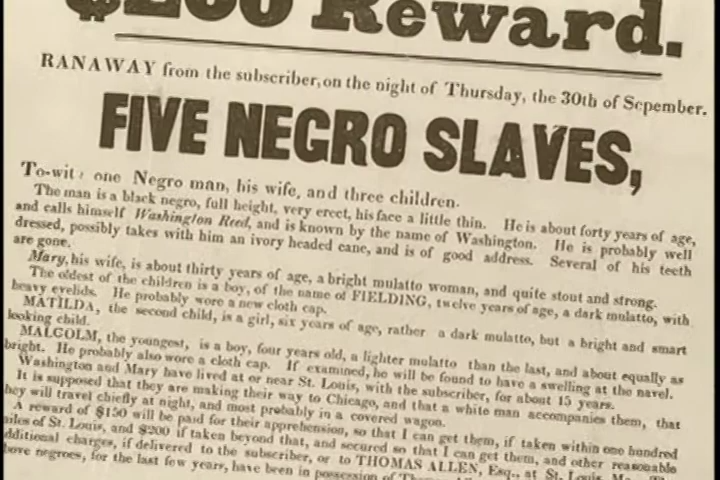 $200 Reward.
RANAWAY from the subscriber, on the night of Thursday, the 30th of Sepember.
FIVE NEGRO SLAVES,
To-wit: one Negro man, his wife, and three children.
The man is a black negro, full height, very erect, his face a little thin. He is about forty years of age,
and calls himself Washington Reed, and is known by the name of Washington. He is probably well
dressed, possibly takes with him an ivory headed cane, and is of good address. Several of his teeth
are gone.
Mary, his wife, is about thirty years of age, a bright mulatto woman, and quite stout and strong.
The oldest of the children is a boy, of the name of FIELDING, twelve years of age, a dark mulatto, with
heavy eyelids. He probably wore a new cloth cap.
MATILDA, the second child, is a girl, six years of age, rather a dark mulatto, but a bright and smart
looking child.
MALCOLM, the youngest, is a boy, four years old, a lighter mulatto than the last, and about equally as
bright. He probably also wore a cloth cap. If examined, he will be found to have a swelling at the navel.
Washington and Mary have lived at or near St. Louis, with the subscriber, for about 15 years.
It is supposed that they are making their way to Chicago, and that a white man accompanies them, that
hey will travel chiefly at night, and most probably in a covered wagon.
A reward of $150 will be paid for their apprehension, so that I can get them, if taken within one hundred
iles of St. Louis, and $200 if taken beyond that, and secured so that I can get them, and other reasonable
dditional charges, if delivered to the subscriber, or to THOMAS ALLEN, Esq., at St. Louis, Mo.
bove negroes, for the last few years, have been in possession of